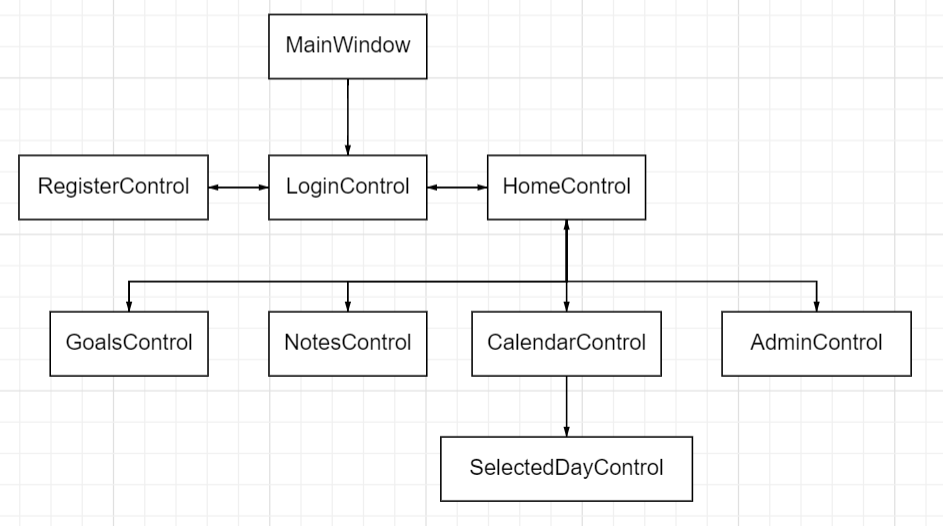 MainWindow
RegisterControl
LoginControl
HomeControl
GoalsControl
NotesControl
CalendarControl
AdminControl
SelectedDayControl